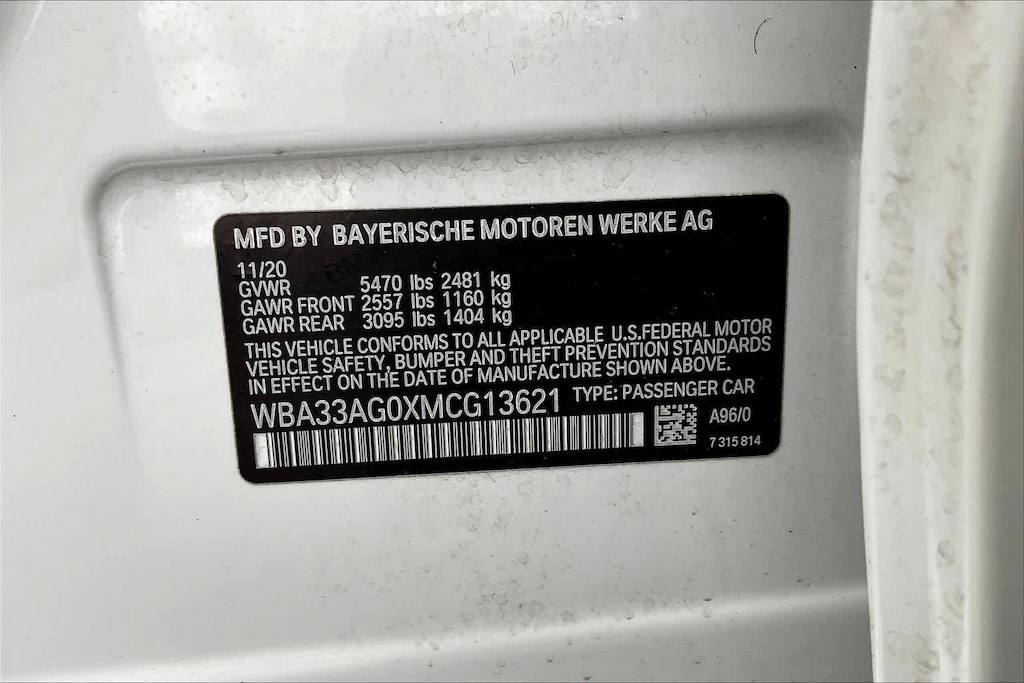 MFD BY BAYERISCHE MOTOREN WERKE AG
11/20
GVWR 5470 lbs 2481 kg
GAWR FRONT 2557 lbs 1160 kg
GAWR REAR 3095 lbs 1404 kg
THIS VEHICLE CONFORMS TO ALL APPLICABLE U.S.FEDERAL MOTOR
VEHICLE SAFETY, BUMPER AND THEFT PREVENTION STANDARDS
IN EFFECT ON THE DATE OF MANUFACTURE SHOWN ABOVE.
WBA33AG0XMCG13621 TYPE: PASSENGER CAR
A96/0
7 315 814